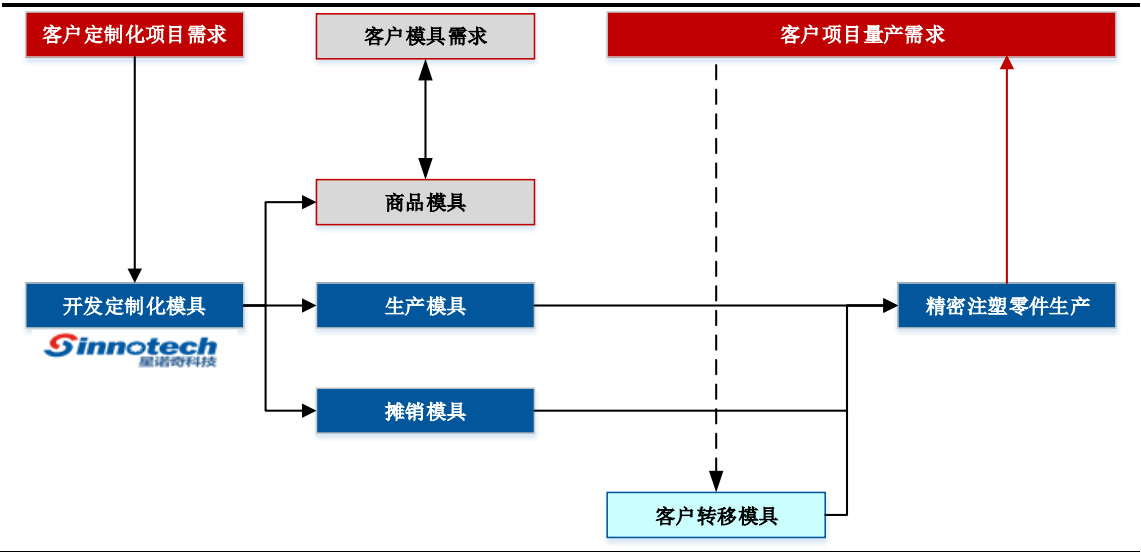 客户定制化项目需求
客户模具需求
客户项目量产需求
商品模具
开发定制化模具
生产模具
精密注塑零件生产
Sinnotech
星诺奇科技
摊销模具
客户转移模具